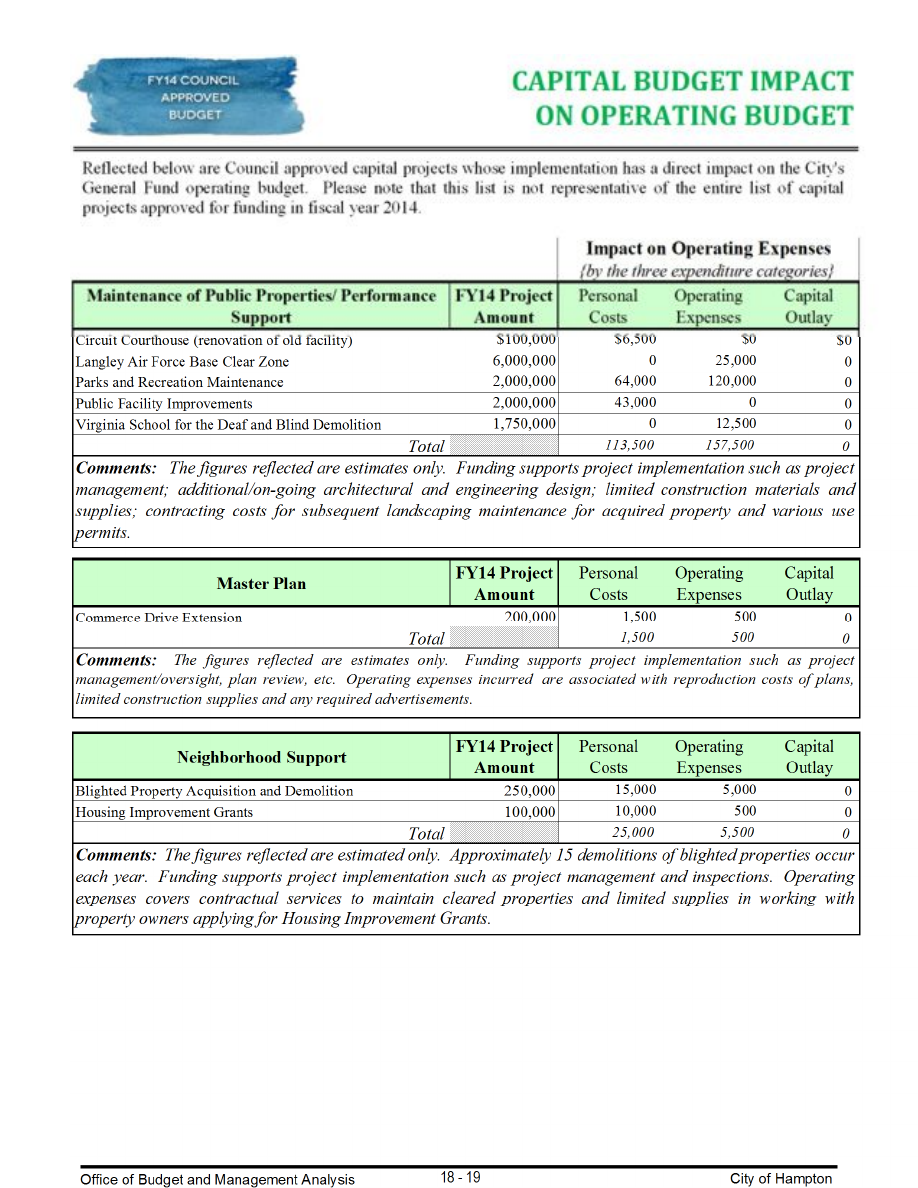 FY14 COUNCIL
APPROVED
BUDGET
CAPITAL BUDGET IMPACT
ON OPERATING BUDGET
Reflected below are Council approved capital projects whose implementation has a direct impact on the City's
General Fund operating budget. Please note that this list is not representative of the entire list of capital
projects approved for funding in fiscal year 2014.
Impact on Operating Expenses
{by the three expenditure categories}
Maintenance of Public Properties/ Performance Support FY14 Project Amount Personal Costs Operating Expenses Capital Outlay
Circuit Courthouse (renovation of old facility) $100,000 $6,500 $0 $0
Langley Air Force Base Clear Zone 6,000,000 0 25,000 0
Parks and Recreation Maintenance 2,000,000 64,000 120,000 0
Public Facility Improvements 2,000,000 43,000 0 0
Virginia School for the Deaf and Blind Demolition 1,750,000 0 12,500 0
Total 113,500 157,500 0
Comments: The figures reflected are estimates only. Funding supports project implementation such as project
management; additional/on-going architectural and engineering design; limited construction materials and
supplies; contracting costs for subsequent landscaping maintenance for acquired property and various use
permits.
Master Plan FY14 Project Amount Personal Costs Operating Expenses Capital Outlay
Commerce Drive Extension 200,000 1,500 500 0
Total 1,500 500 0
Comments: The figures reflected are estimates only. Funding supports project implementation such as project
management/oversight, plan review, etc. Operating expenses incurred are associated with reproduction costs of plans,
limited construction supplies and any required advertisements.
Neighborhood Support FY14 Project Amount Personal Costs Operating Expenses Capital Outlay
Blighted Property Acquisition and Demolition 250,000 15,000 5,000 0
Housing Improvement Grants 100,000 10,000 500 0
Total 25,000 5,500 0
Comments: The figures reflected are estimated only. Approximately 15 demolitions of blighted properties occur
each year. Funding supports project implementation such as project management and inspections. Operating
expenses covers contractual services to maintain cleared properties and limited supplies in working with
property owners applying for Housing Improvement Grants.
Office of Budget and Management Analysis 18 - 19 City of Hampton